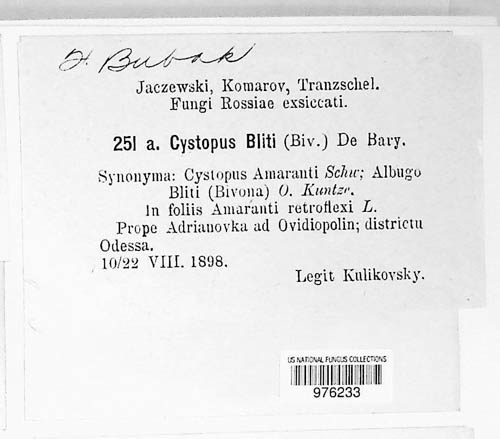 F. Bubak
Jaczewski, Komarov, Tranzschel.
Fungi Rossiae exsiccati.
251 a. Cystopus Bliti (Biv.) De Bary.
Synonyma: Cystopus Amaranti Schw; Albugo
Bliti (Bivona) O. Kuntze.
In foliis Amaranti retroflexi L.
Prope Adrianovka ad Ovidiopolin; districtu
Odessa.
10/22 VIII. 1898.
Legit Kulikovsky.
US NATIONAL FUNGUS COLLECTIONS
976233